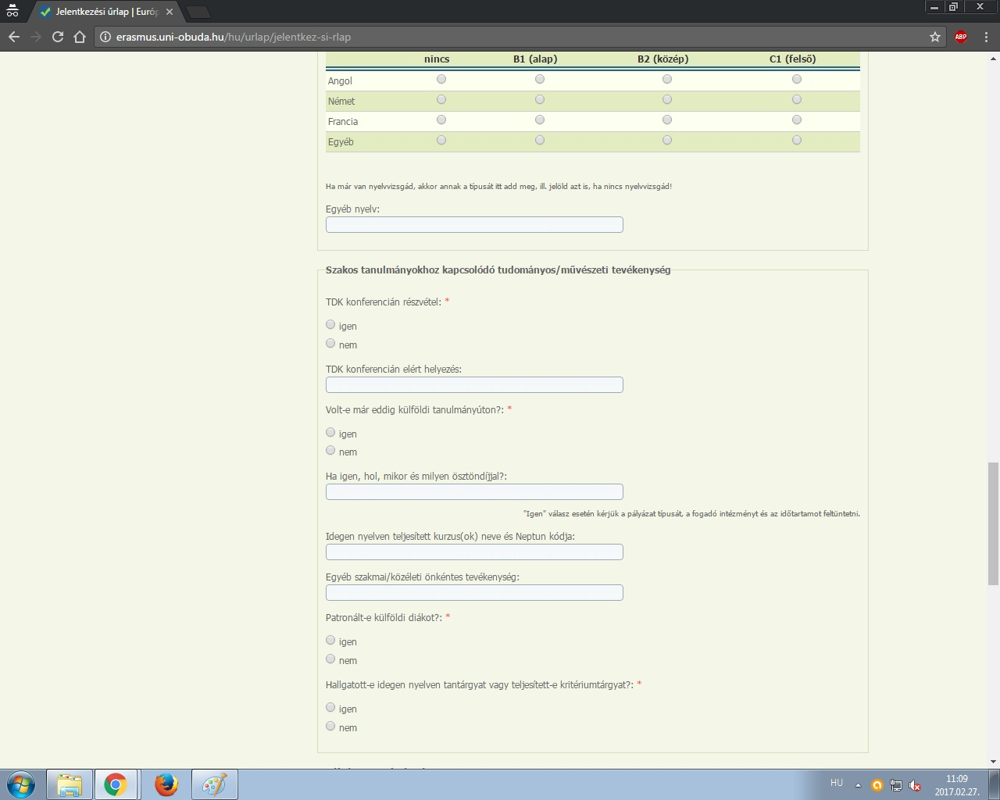 Jelentkezési űrlap | Európ
erasmus.uni-obuda.hu/hu/urlap/jelentkez-si-rlap
ABP
nincs B1 (alap) B2 (közép) C1 (felső)
Angol
Német
Francia
Egyéb
Ha már van nyelvvizsgád, akkor annak a típusát itt add meg, ill. jelöld azt is, ha nincs nyelvvizsgád!
Egyéb nyelv:
Szakos tanulmányokhoz kapcsolódó tudományos/művészeti tevékenység
TDK konferencián részvétel: *
igen
nem
TDK konferencián elért helyezés:
Volt-e már eddig külföldi tanulmányúton?: *
igen
nem
Ha igen, hol, mikor és milyen ösztöndíjjal?:
"Igen" válasz esetén kérjük a pályázat típusát, a fogadó intézményt és az időtartamot feltüntetni.
Idegen nyelven teljesített kurzus(ok) neve és Neptun kódja:
Egyéb szakmai/közéleti önkéntes tevékenység:
Patronált-e külföldi diákot?: *
igen
nem
Hallgatott-e idegen nyelven tantárgyat vagy teljesített-e kritériumtárgyat?: *
igen
nem
HU
11:09
2017.02.27.